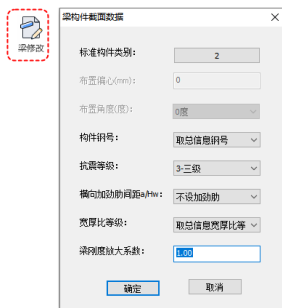 梁构件截面数据
梁修改
标准构件类别: 2
布置偏心(mm): 0
布置角度(度): 0度
构件钢号: 取总信息钢号
抗震等级: 3-三级
横向加劲肋间距a/Hw: 不设加劲肋
宽厚比等级: 取总信息宽厚比等
梁刚度放大系数: 1.00
确定 取消